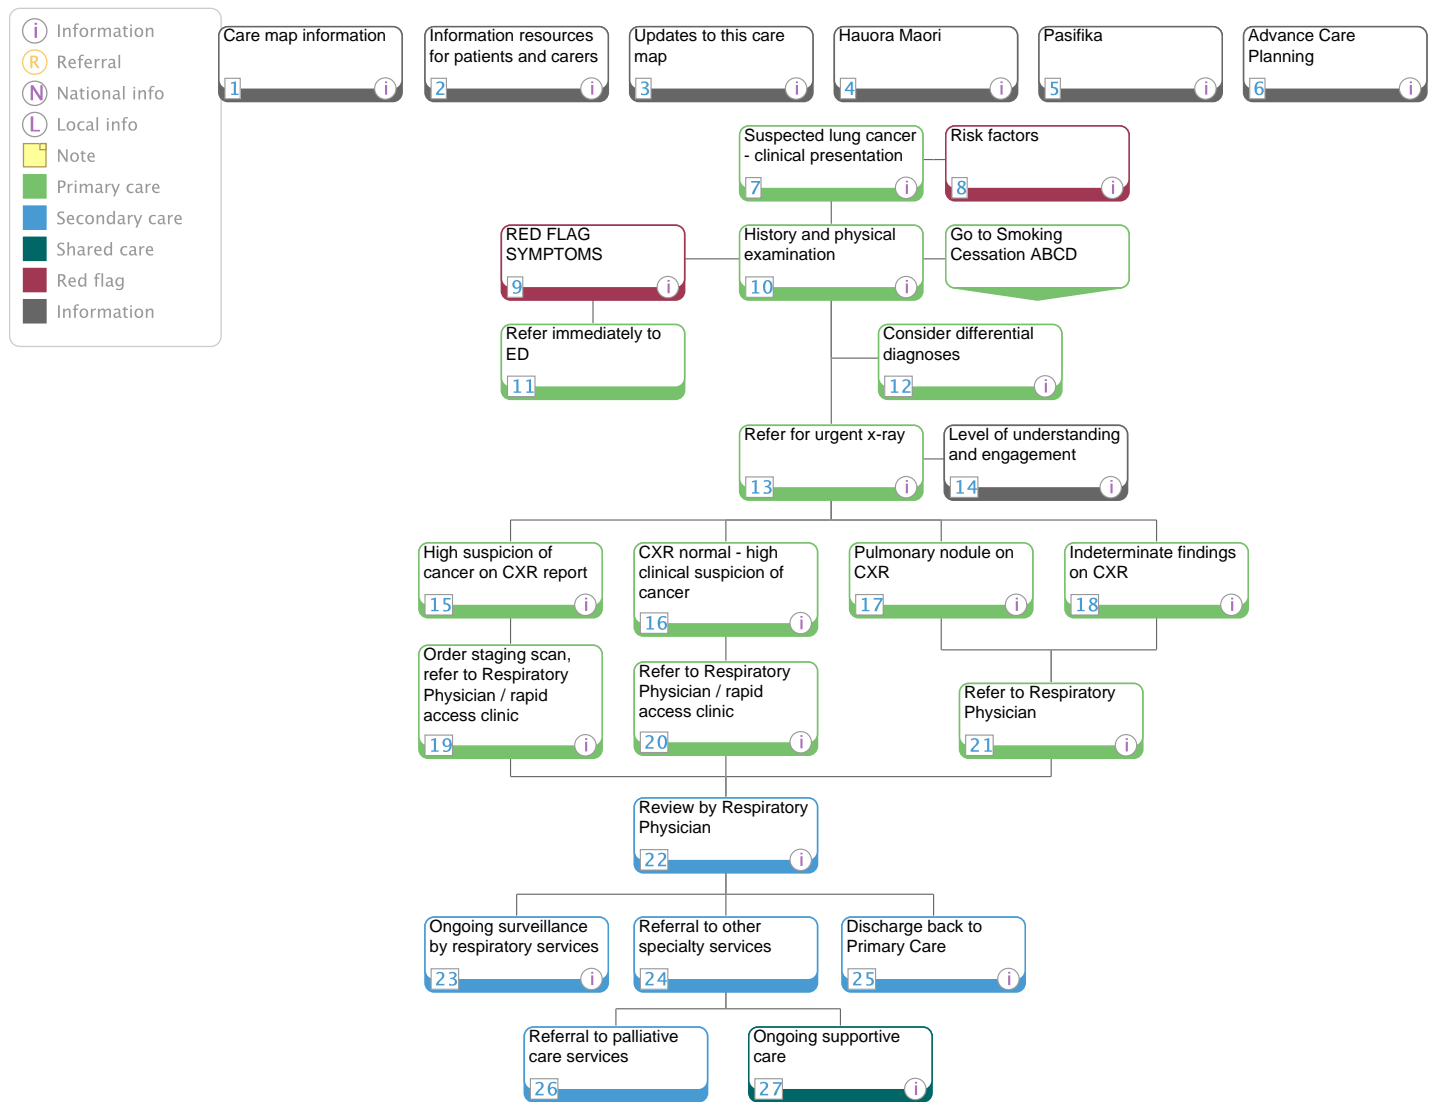 i Information
R Referral
N National info
L Local info
Note
Primary care
Secondary care
Shared care
Red flag
Information
Care map information
1 i
Information resources
for patients and carers
2 i
Updates to this care
map
3 i
Hauora Maori
4 i
Pasifika
5 i
Advance Care
Planning
6 i
Suspected lung cancer
- clinical presentation
7 i
Risk factors
8 i
RED FLAG
SYMPTOMS
9 i
History and physical
examination
10 i
Go to Smoking
Cessation ABCD
Refer immediately to
ED
11
Consider differential
diagnoses
12 i
Refer for urgent x-ray
13 i
Level of understanding
and engagement
14 i
High suspicion of
cancer on CXR report
15 i
CXR normal - high
clinical suspicion of
cancer
16 i
Pulmonary nodule on
CXR
17 i
Indeterminate findings
on CXR
18 i
Order staging scan,
refer to Respiratory
Physician / rapid
access clinic
19 i
Refer to Respiratory
Physician / rapid
access clinic
20 i
Refer to Respiratory
Physician
21 i
Review by Respiratory
Physician
22 i
Ongoing surveillance
by respiratory services
23 i
Referral to other
specialty services
24
Discharge back to
Primary Care
25 i
Referral to palliative
care services
26
Ongoing supportive
care
27 i